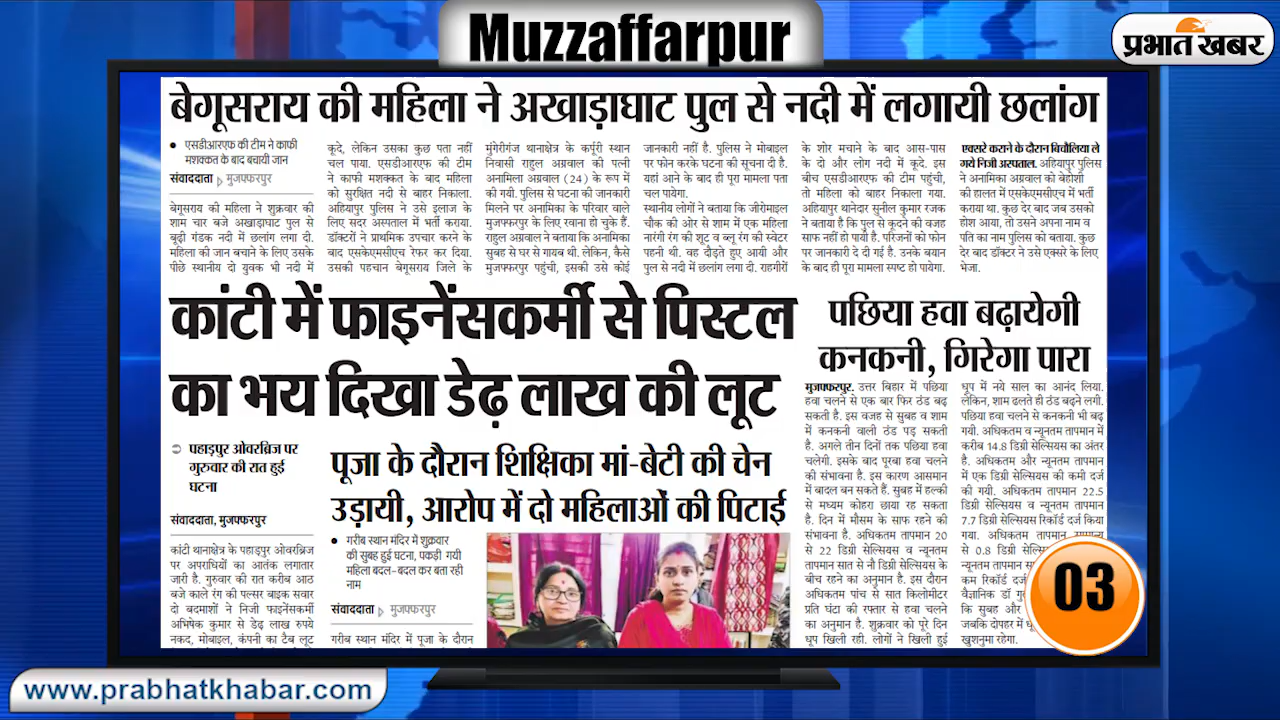 Muzzaffarpur
प्रभात खबर
बेगूसराय की महिला ने अखाड़ाघाट पुल से नदी में लगायी छलांग
एसडीआरएफ की टीम ने काफी
मशक्कत के बाद बचायी जान
संवाददाता मुजफ्फरपुर
बेगूसराय की महिला ने शुक्रवार की
शाम चार बजे अखाड़ाघाट पुल से
बूढ़ी गंडक नदी में छलांग लगा दी.
महिला की जान बचाने के लिए उसके
पीछे स्थानीय दो युवक भी नदी में
कूदे, लेकिन उसका कुछ पता नहीं
चल पाया. एसडीआरएफ की टीम
ने काफी मशक्कत के बाद महिला
को सुरक्षित नदी से बाहर निकाला.
अहियापुर पुलिस ने उसे इलाज के
लिए सदर अस्पताल में भर्ती कराया.
डॉक्टरों ने प्राथमिक उपचार करने के
बाद एसकेएमसीएच रेफर कर दिया.
उसकी पहचान बेगूसराय जिले के
मुंगेरीगंज थानाक्षेत्र के कर्पूरी स्थान
निवासी राहुल अग्रवाल की पत्नी
अनामिला अग्रवाल (24) के रूप में
की गयी. पुलिस से घटना की जानकारी
मिलने पर अनामिका के परिवार वाले
मुजफ्फरपुर के लिए रवाना हो चुके हैं.
राहुल अग्रवाल ने बताया कि अनामिका
सुबह से घर से गायब थी. लेकिन, कैसे
मुजफ्फरपुर पहुंची, इसकी उसे कोई
जानकारी नहीं है. पुलिस ने मोबाइल
पर फोन करके घटना की सूचना दी है.
यहां आने के बाद ही पूरा मामला पता
चल पायेगा.
स्थानीय लोगों ने बताया कि जीरोमाइल
चौक की ओर से शाम में एक महिला
नारंगी रंग की शूट व ब्लू रंग की स्वेटर
पहनी थी. वह दौड़ते हुए आयी और
पुल से नदी में छलांग लगा दी. राहगीरों
के शोर मचाने के बाद आस-पास
के दो और लोग नदी में कूदे. इस
बीच एसडीआरएफ की टीम पहुंची,
तो महिला को बाहर निकाला गया.
अहियापुर थानेदार सुनील कुमार रजक
ने बताया है कि पुल से कूदने की वजह
साफ नहीं हो पायी है. परिजनों को फोन
पर जानकारी दे दी गई है. उनके बयान
के बाद ही पूरा मामला स्पष्ट हो पायेगा.
एक्सरे कराने के दौरान बिचौलिया ले
गये निजी अस्पताल. अहियापुर पुलिस
ने अनामिका अग्रवाल को बेहोशी
की हालत में एसकेएमसीएच में भर्ती
कराया था. कुछ देर बाद जब उसको
होश आया, तो उसने अपना नाम व
पति का नाम पुलिस को बताया. कुछ
देर बाद डॉक्टर ने उसे एक्सरे के लिए
भेजा.
कांटी में फाइनेंसकर्मी से पिस्टल
का भय दिखा डेढ़ लाख की लूट
पहाड़पुर ओवरब्रिज पर
गुरुवार की रात हुई
घटना
संवाददाता, मुजफ्फरपुर
कांटी थानाक्षेत्र के पहाड़पुर ओवरब्रिज
पर अपराधियों का आतंक लगातार
जारी है. गुरुवार की रात करीब आठ
बजे काले रंग की पल्सर बाइक सवार
दो बदमाशों ने निजी फाइनेंसकर्मी
अभिषेक कुमार से डेढ़ लाख रुपये
नकद, मोबाइल, कंपनी का टैब लूट
पूजा के दौरान शिक्षिका मां-बेटी की चेन
उड़ायी, आरोप में दो महिलाओं की पिटाई
गरीब स्थान मंदिर में शुक्रवार
की सुबह हुई घटना, पकड़ी गयी
महिला बदल-बदल कर बता रही
नाम
संवाददाता मुजफ्फरपुर
गरीब स्थान मंदिर में पूजा के दौरान
पछिया हवा बढ़ायेगी
कनकनी, गिरेगा पारा
मुजफ्फरपुर. उत्तर बिहार में पछिया
हवा चलने से एक बार फिर ठंड बढ़
सकती है. इस वजह से सुबह व शाम
में कनकनी वाली ठंड पड़ सकती
है. अगले तीन दिनों तक पछिया हवा
चलेगी. इसके बाद पूरबा हवा चलने
की संभावना है. इस कारण आसमान
में बादल बन सकते हैं. सुबह में हल्की
से मध्यम कोहरा छाया रह सकता
है. दिन में मौसम के साफ रहने की
संभावना है. अधिकतम तापमान 20
से 22 डिग्री सेल्सियस व न्यूनतम
तापमान सात से नौ डिग्री सेल्सियस के
बीच रहने का अनुमान है. इस दौरान
अधिकतम पांच से सात किलोमीटर
प्रति घंटा की रफ्तार से हवा चलने
का अनुमान है. शुक्रवार को पूरे दिन
धूप खिली रही. लोगों ने खिली हुई
धूप में नये साल का आनंद लिया.
लेकिन, शाम ढलते ही ठंड बढ़ने लगी.
पछिया हवा चलने से कनकनी भी बढ़
गयी. अधिकतम व न्यूनतम तापमान में
करीब 14.8 डिग्री सेल्सियस का अंतर
है. अधिकतम और न्यूनतम तापमान
में एक डिग्री सेल्सियस की कमी दर्ज
की गयी. अधिकतम तापमान 22.5
डिग्री सेल्सियस व न्यूनतम तापमान
7.7 डिग्री सेल्सियस रिकॉर्ड दर्ज किया
गया. अधिकतम तापमान
से 0.8 डिग्री
न्यूनतम तापमान
कम रिकॉर्ड दर्ज
वैज्ञानिक डॉ
कि सुबह और
जबकि दोपहर में
खुशनुमा रहेगा.
03
www.prabhatkhabar.com